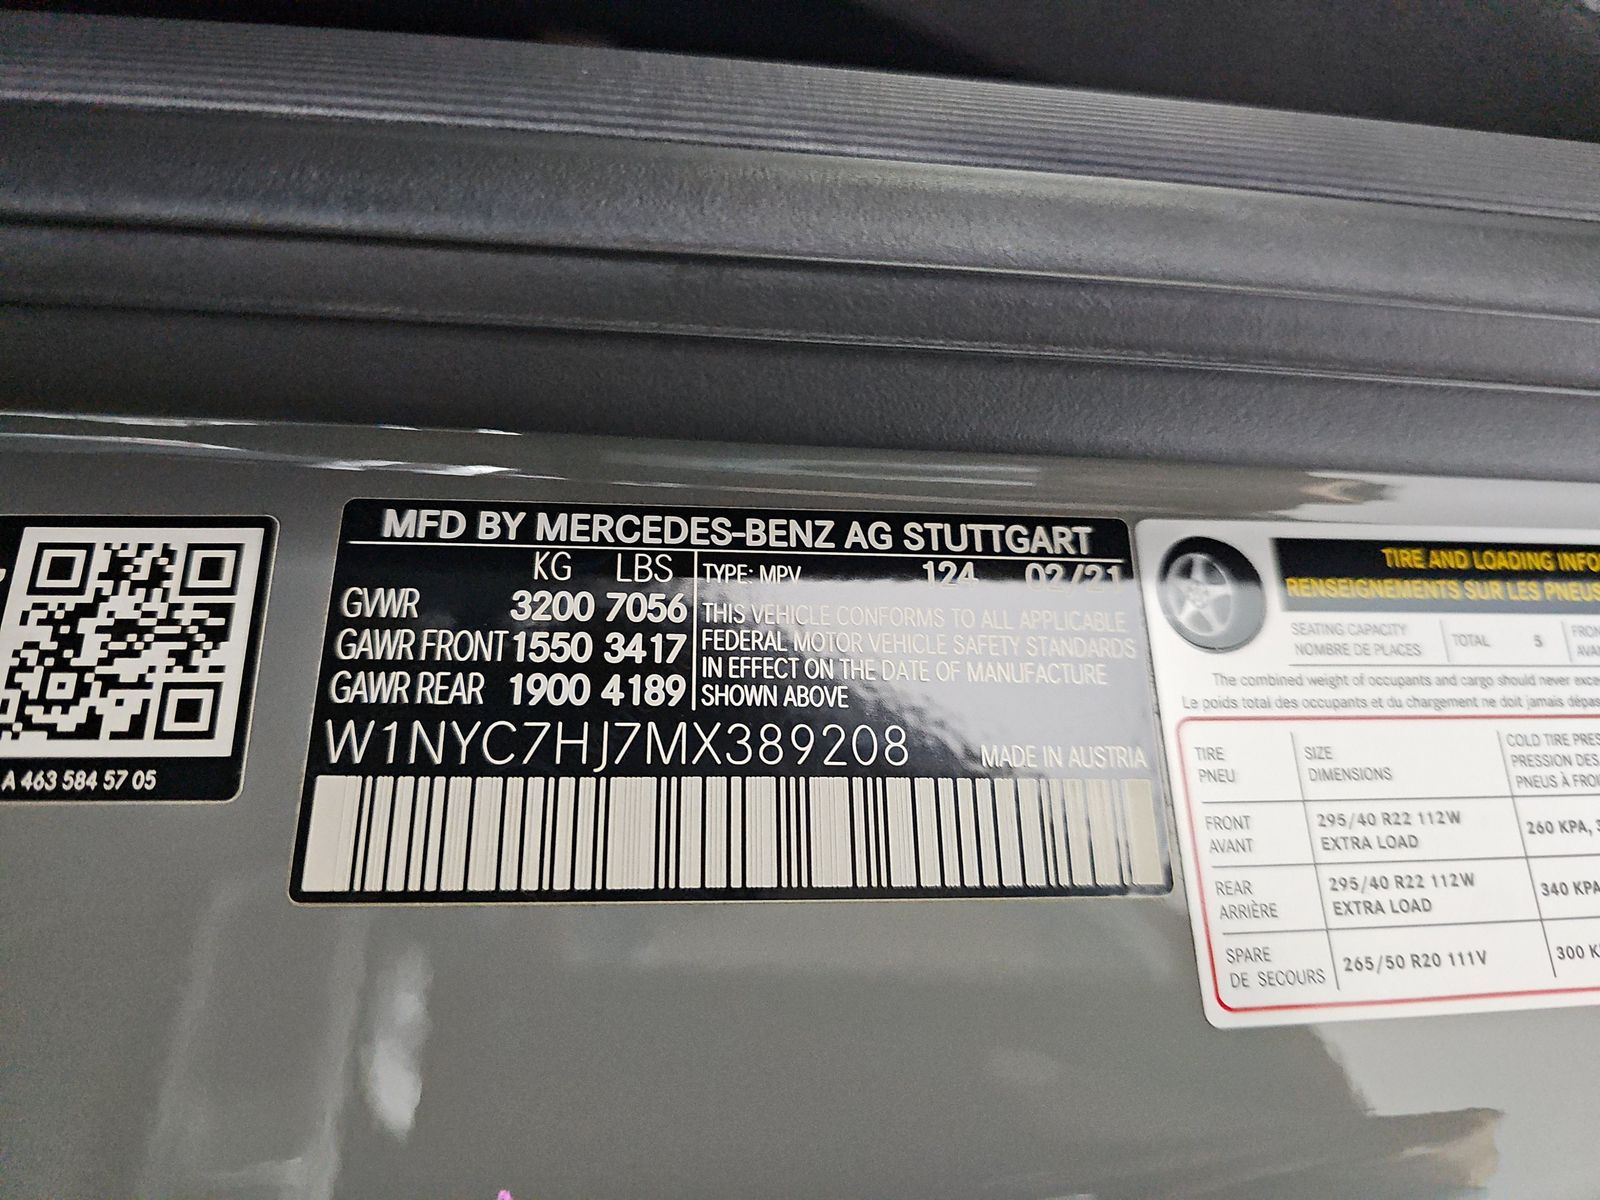 A 463 584 57 05
MFD BY MERCEDES-BENZ AG STUTTGART
KG LBS
GVWR 3200 7056
GAWR FRONT 1550 3417
GAWR REAR 1900 4189
TYPE: MPV 124 02/21
THIS VEHICLE CONFORMS TO ALL APPLICABLE
FEDERAL MOTOR VEHICLE SAFETY STANDARDS
IN EFFECT ON THE DATE OF MANUFACTURE
SHOWN ABOVE
W1NYC7HJ7MX389208 MADE IN AUSTRIA
TIRE AND LOADING
RENSEIGNEMENTS SUR LES PNEUS
SEATING CAPACITY
NOMBRE DE PLACES
TOTAL 5
The combined weight of occupants and cargo should never
Le poids total des occupants et du chargement ne doit jamais
TIRE
PNEU
SIZE
DIMENSIONS
COLD TIRE
PRESSION DES
PNEUS À
FRONT
AVANT
295/40 R22 112W
EXTRA LOAD
260 KPA,
REAR
ARRIÈRE
295/40 R22 112W
EXTRA LOAD
340 KPA
SPARE
DE SECOURS
265/50 R20 111V
300